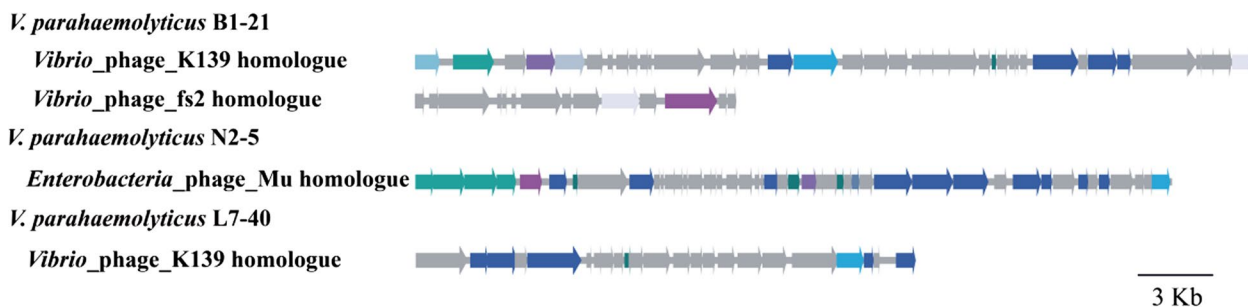 V. parahaemolyticus B1-21
Vibrio_phage_K139 homologue
Vibrio_phage_fs2 homologue
V. parahaemolyticus N2-5
Enterobacteria_phage_Mu homologue
V. parahaemolyticus L7-40
Vibrio_phage_K139 homologue
3 Kb